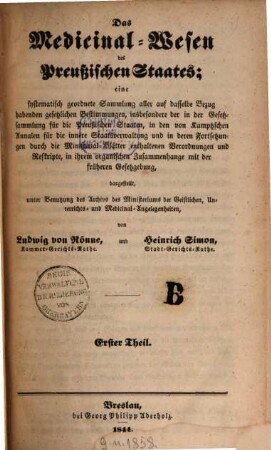 Das
Medicinal-Wesen
des
Preußischen Staates;
eine
systematisch geordnete Sammlung aller auf dasselbe Bezug
habenden gesetzlichen Bestimmungen, insbesondere der in der Gesetz-
sammlung für die Preußischen Staaten, in den von Kamptzschen
Annalen für die innere Staatsverwaltung und in deren Fortsetzun-
gen durch die Ministerial-Blätter enthaltenen Verordnungen und
Reskripte, in ihrem organischen Zusammenhange mit der
früheren Gesetzgebung,
dargestellt,
unter Benutzung des Archivs des Ministeriums der Geistlichen, Un-
terrichts- und Medicinal-Angelegenheiten,
von
Ludwig von Rönne, und Heinrich Simon,
Kammer-Gerichts-Rathe. Stadt-Gerichts-Rathe.
B
Erster Theil.
Breslau,
bei Georg Philipp Aderholz.
1844.